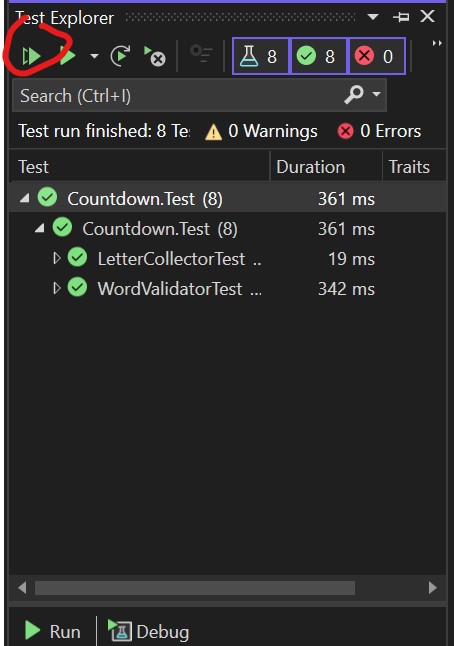 Test Explorer
8 8 0
Search (Ctrl+I)
Test run finished: 8 Te 0 Warnings 0 Errors
Test Duration Traits
Countdown.Test (8) 361 ms
Countdown.Test (8) 361 ms
LetterCollectorTest .. 19 ms
WordValidatorTest ... 342 ms
Run Debug